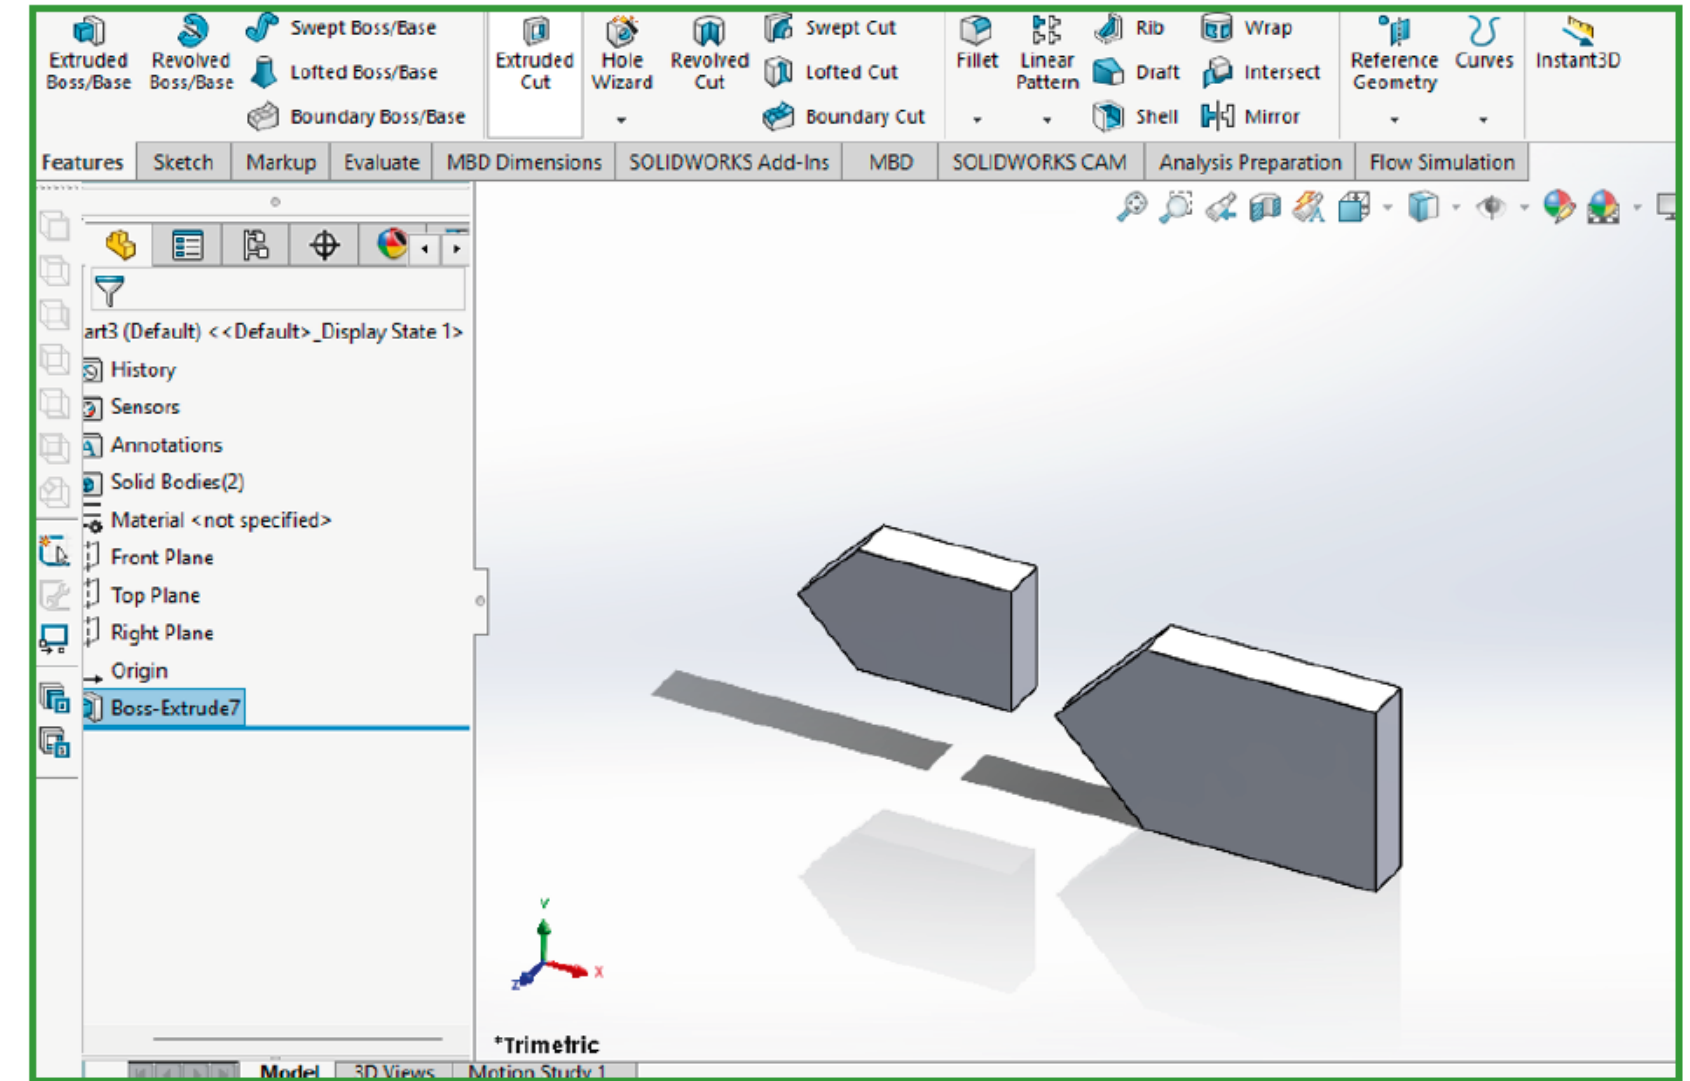 Extruded Boss/Base
Revolved Boss/Base
Swept Boss/Base
Lofted Boss/Base
Boundary Boss/Base
Extruded Cut
Hole Wizard
Revolved Cut
Swept Cut
Lofted Cut
Boundary Cut
Fillet
Linear Pattern
Rib
Draft
Shell
Wrap
Intersect
Mirror
Reference Geometry
Curves
Instant3D
Features
Sketch
Markup
Evaluate
MBD Dimensions
SOLIDWORKS Add-Ins
MBD
SOLIDWORKS CAM
Analysis Preparation
Flow Simulation
art3 (Default) <<Default>_Display State 1>
History
Sensors
Annotations
Solid Bodies(2)
Material <not specified>
Front Plane
Top Plane
Right Plane
Origin
Boss-Extrude7
Y
X
Z
*Trimetric
Model
3D Views
Motion Study 1